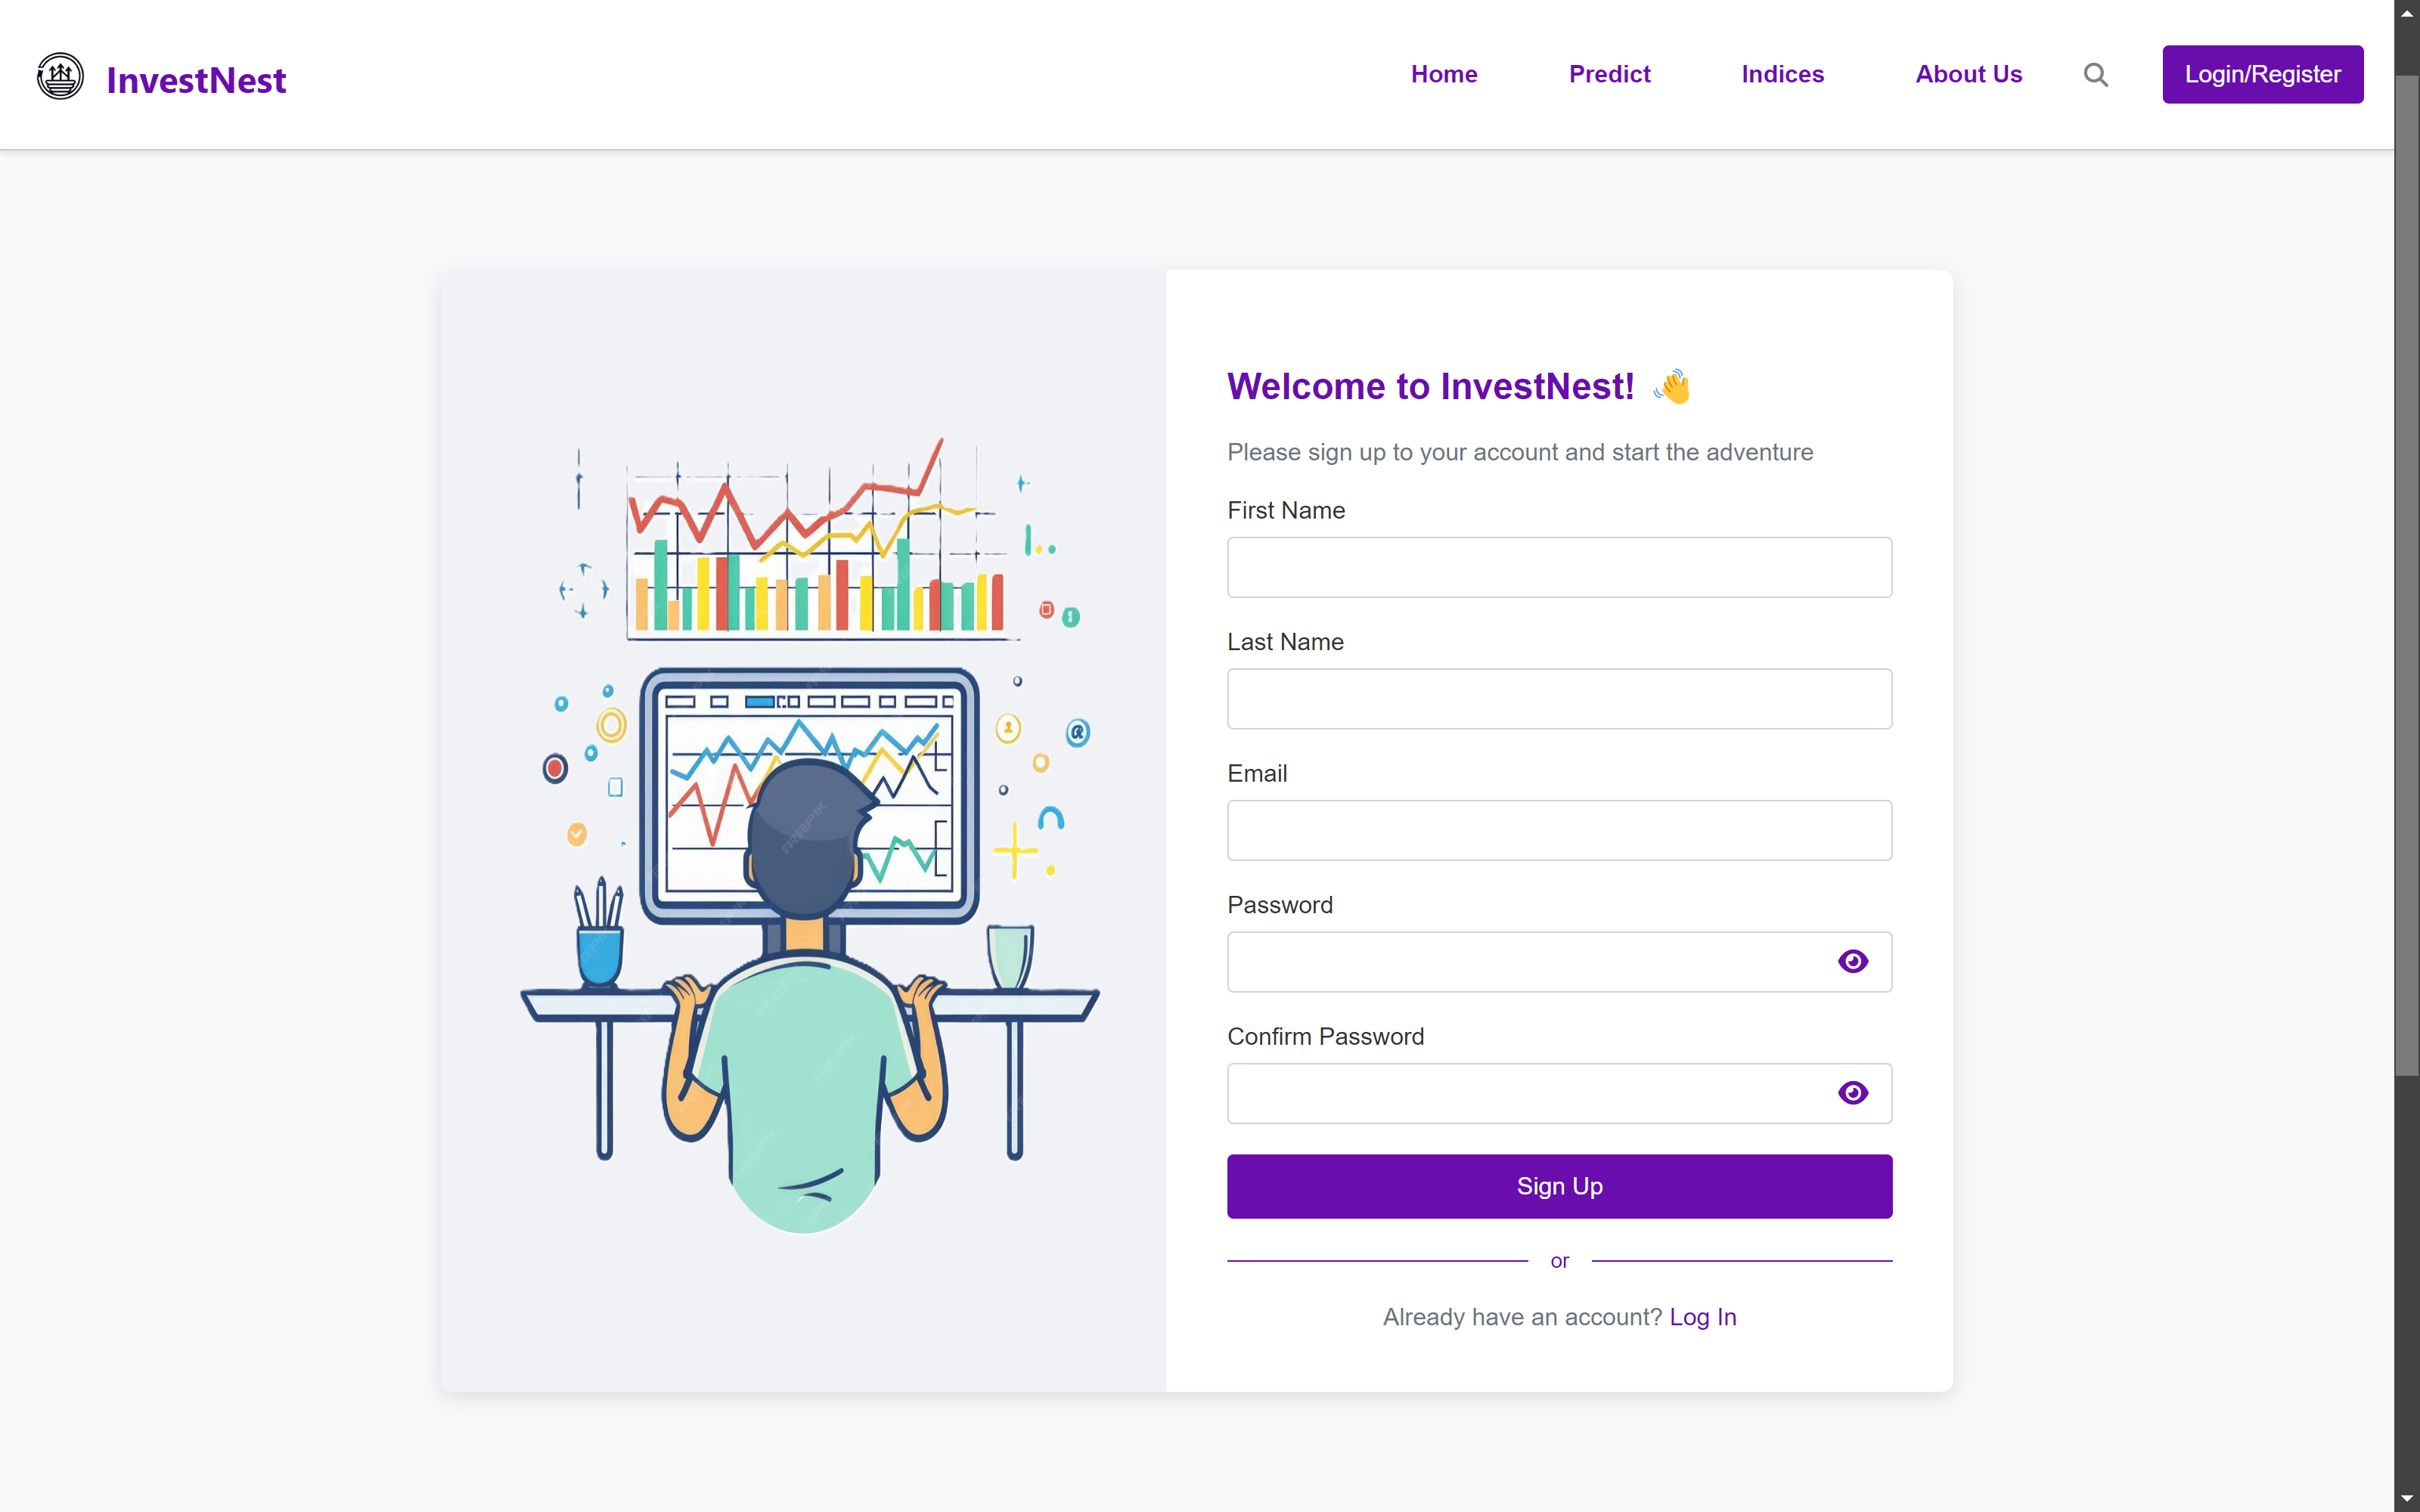 InvestNest
Home
Predict
Indices
About Us
Login/Register
Welcome to InvestNest! 👋
Please sign up to your account and start the adventure
First Name
Last Name
Email
Password
Confirm Password
Sign Up
or
Already have an account? Log In
FREEPIK